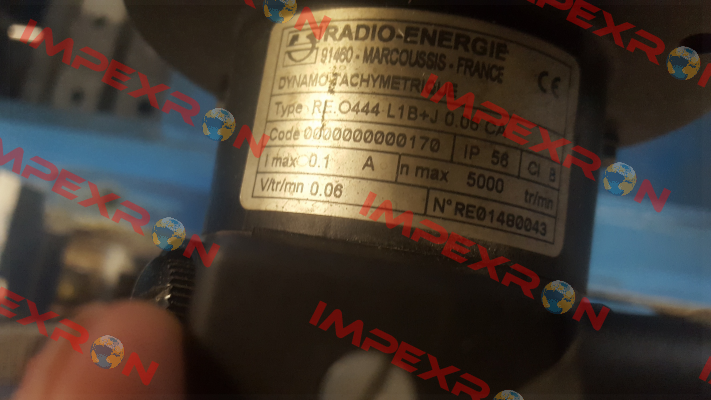 RADIO-ENERGIE
91460 - MARCOUSSIS - FRANCE
CE
DYNAMO TACHYMETRIQUE
Type RE.O444 L1B+J 0.06 CA
Code 0000000000170 IP 56 Cl B
I max 0.1 A n max 5000 tr/mn
V/tr/mn 0.06 N° RE01480043
IMPEXRON
IMPEXRON
IMPEXRON
IMPEXRON
IMPEXRON
IMPEXRON
IMPEXRON
IMPEXRON